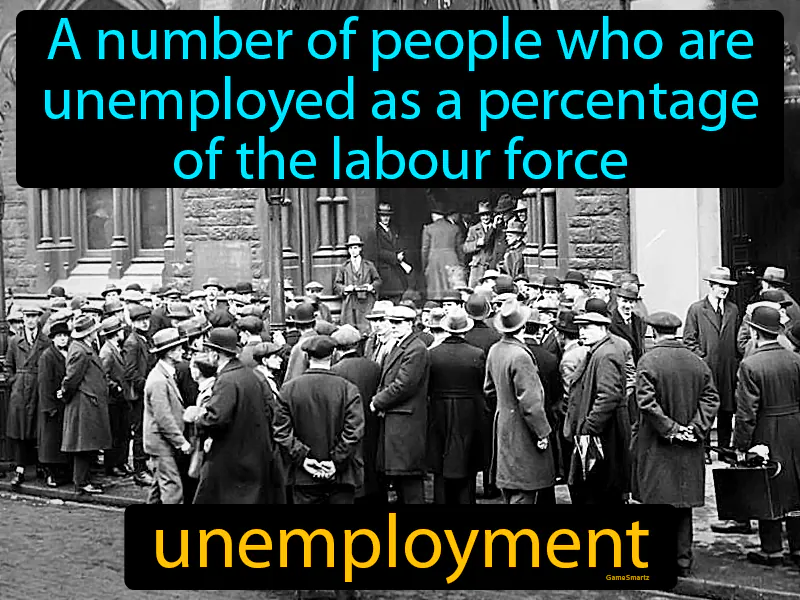 A number of people who are
unemployed as a percentage
of the labour force
unemployment
GameSmartz